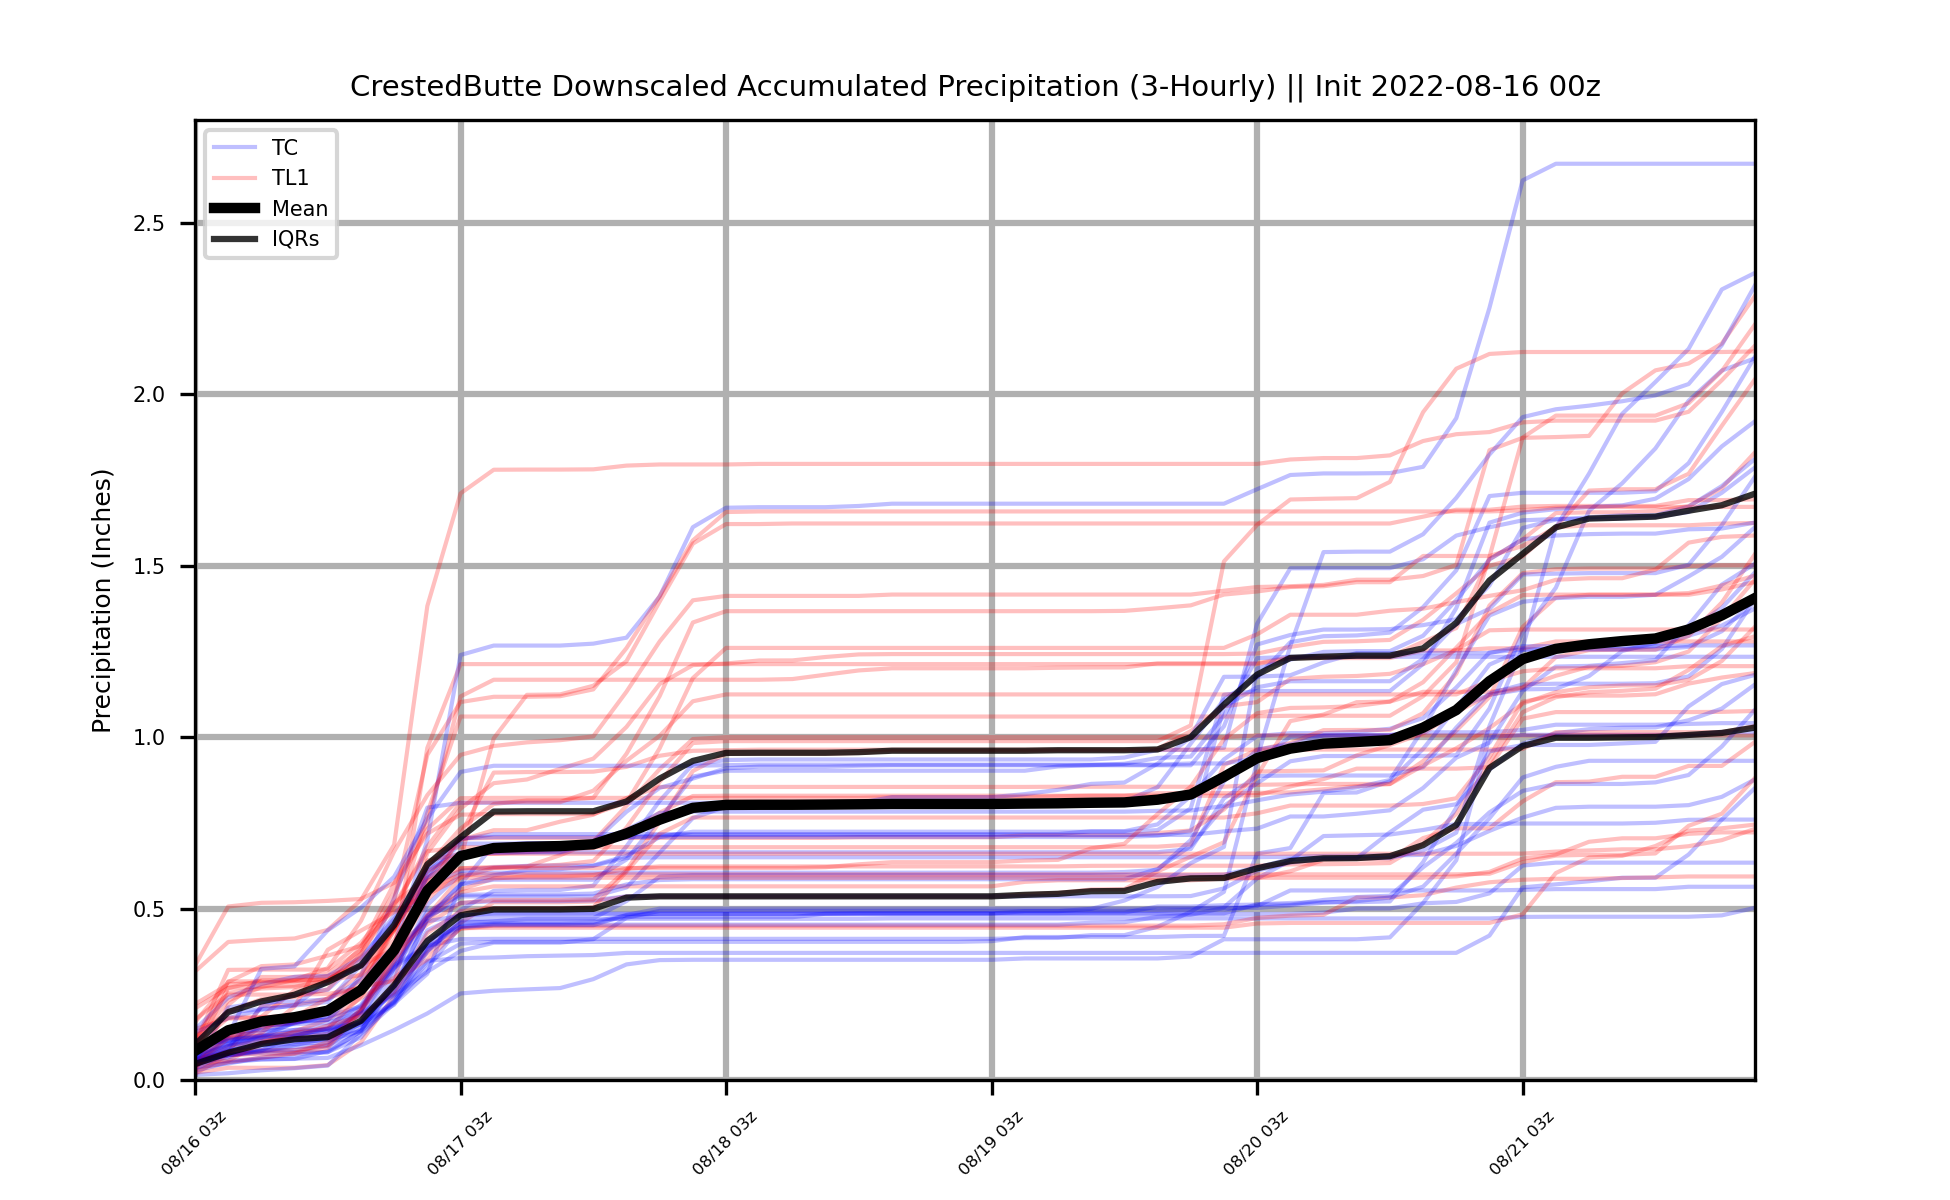 CrestedButte Downscaled Accumulated Precipitation (3-Hourly) || Init 2022-08-16 00z
TC
TL1
Mean
IQRs
Precipitation (Inches)
2.5
2.0
1.5
1.0
0.5
0.0
08/16 03z
08/17 03z
08/18 03z
08/19 03z
08/20 03z
08/21 03z